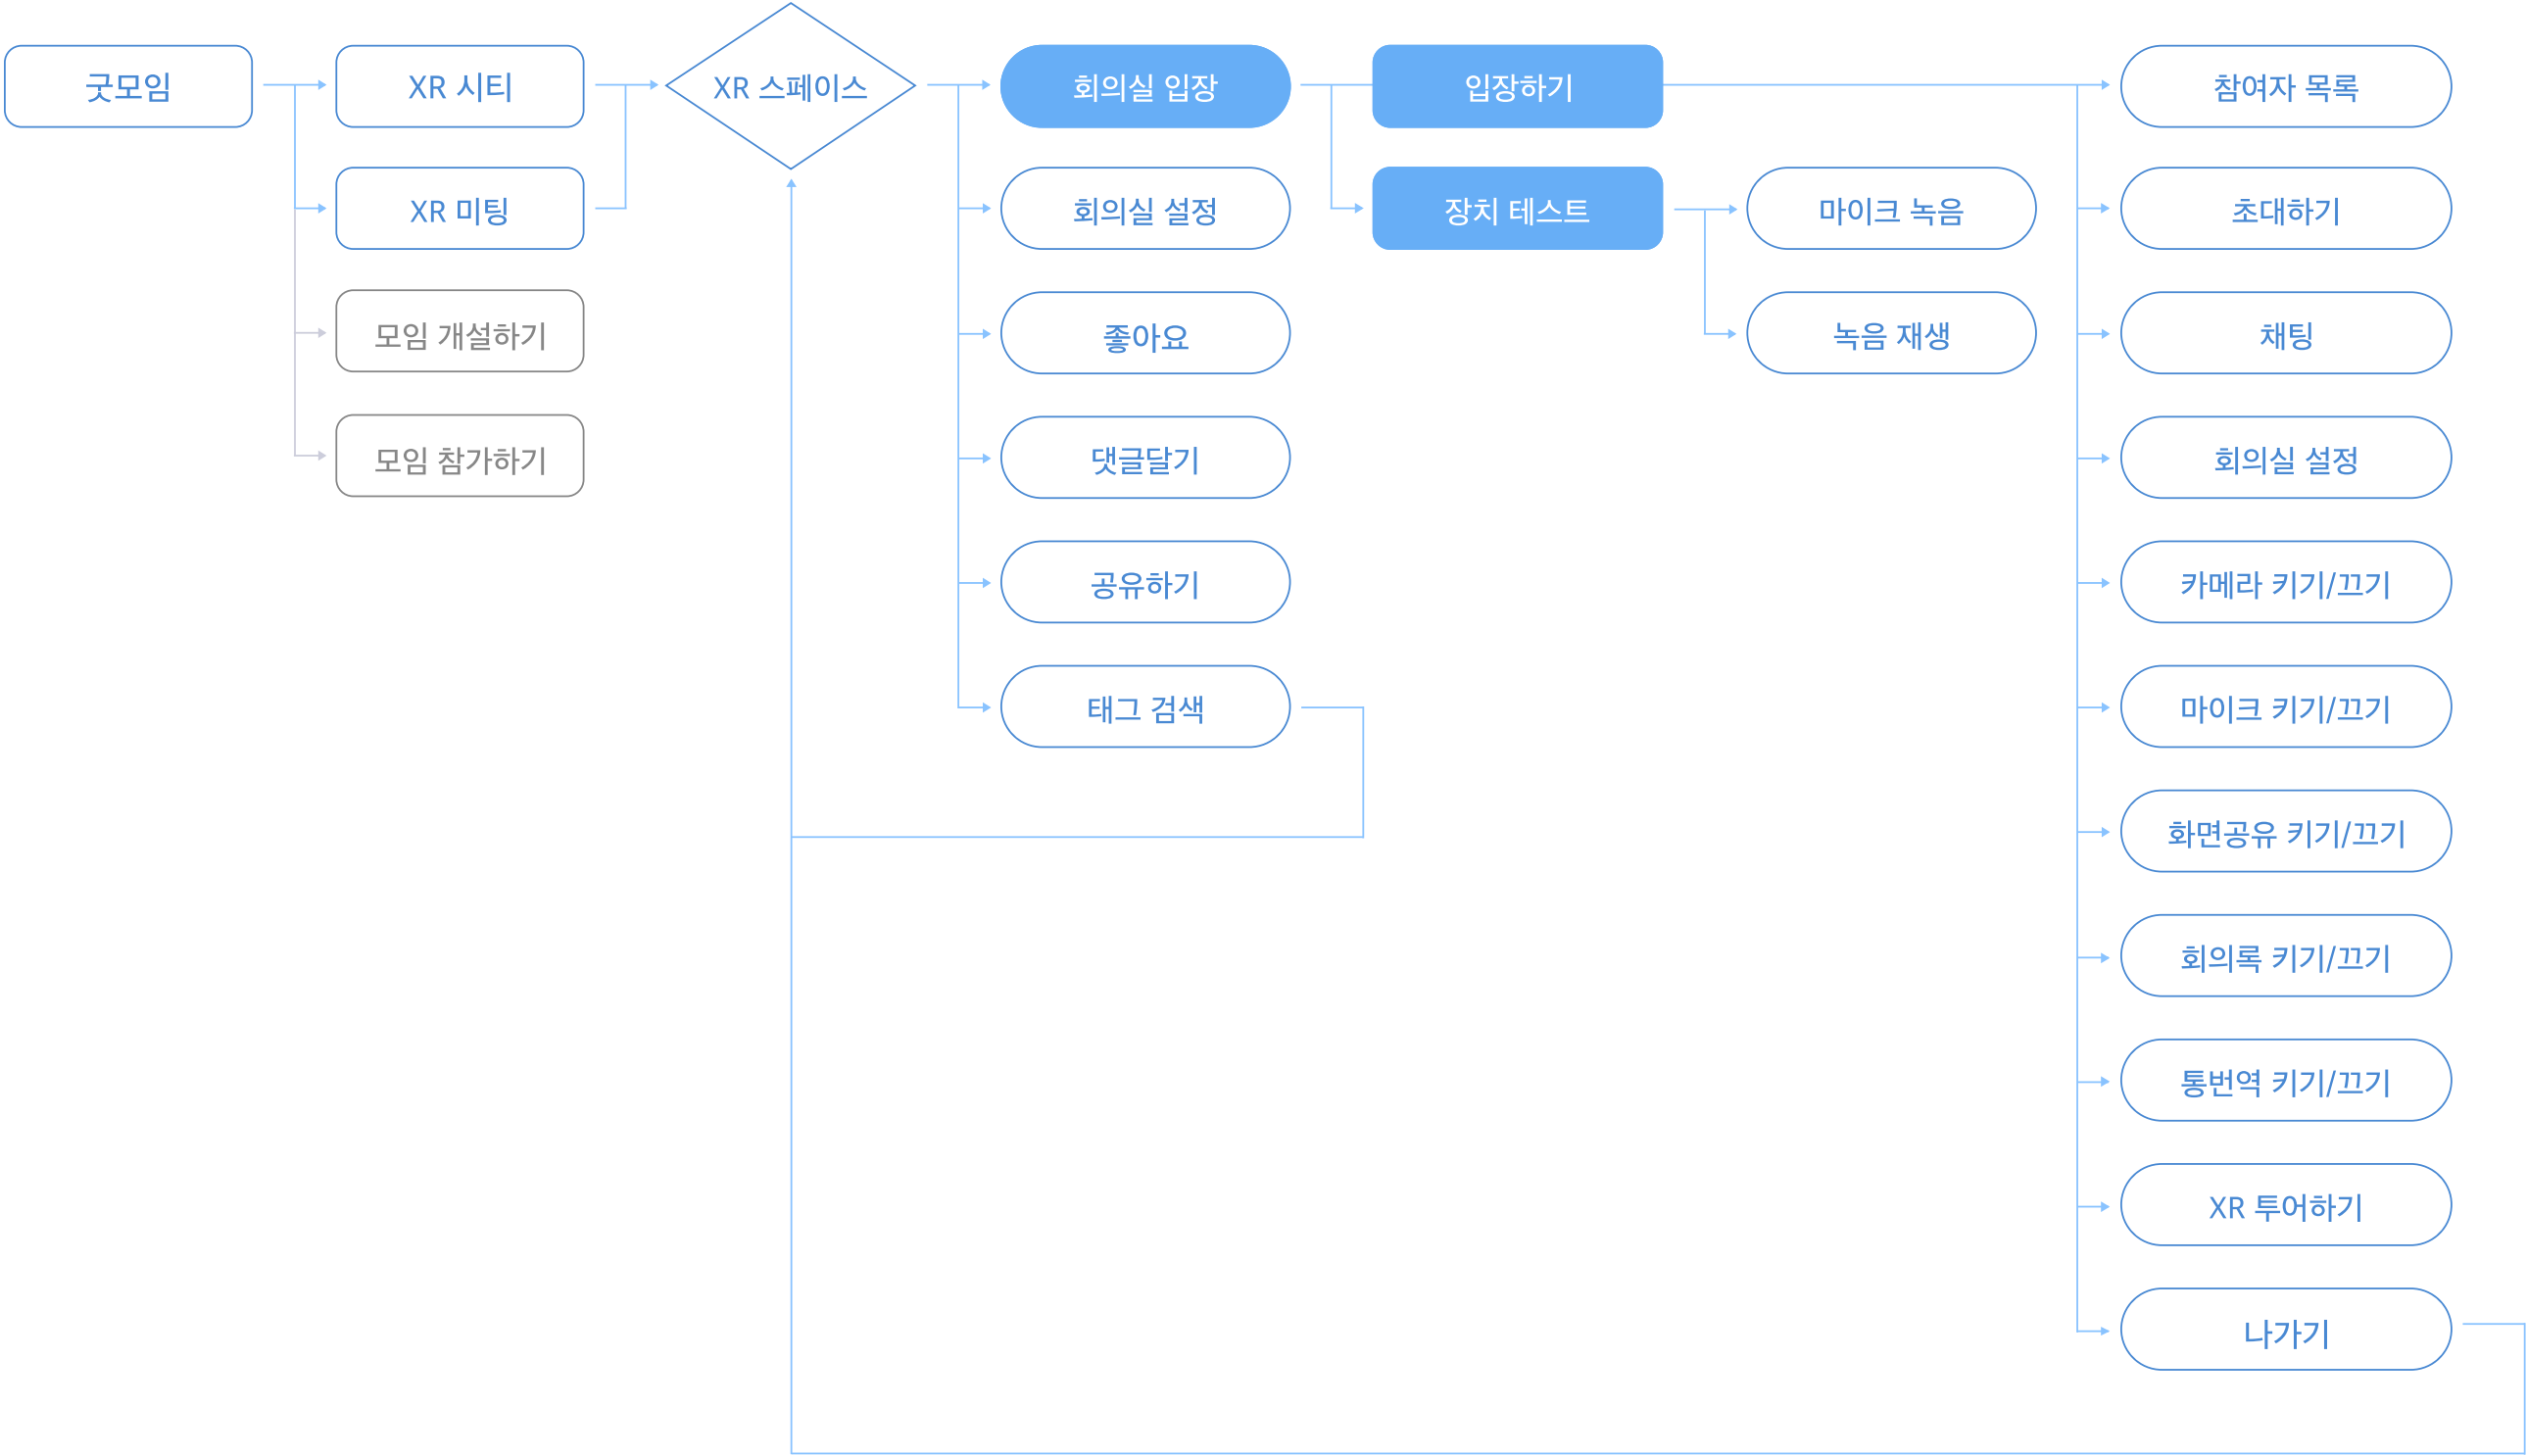 굿모임
XR 시티
XR 스페이스
회의실 입장
입장하기
참여자 목록
XR 미팅
회의실 설정
장치 테스트
마이크 녹음
초대하기
모임 개설하기
좋아요
녹음 재생
채팅
모임 참가하기
댓글달기
회의실 설정
공유하기
카메라 키기/끄기
태그 검색
마이크 키기/끄기
화면공유 키기/끄기
회의록 키기/끄기
통번역 키기/끄기
XR 투어하기
나가기